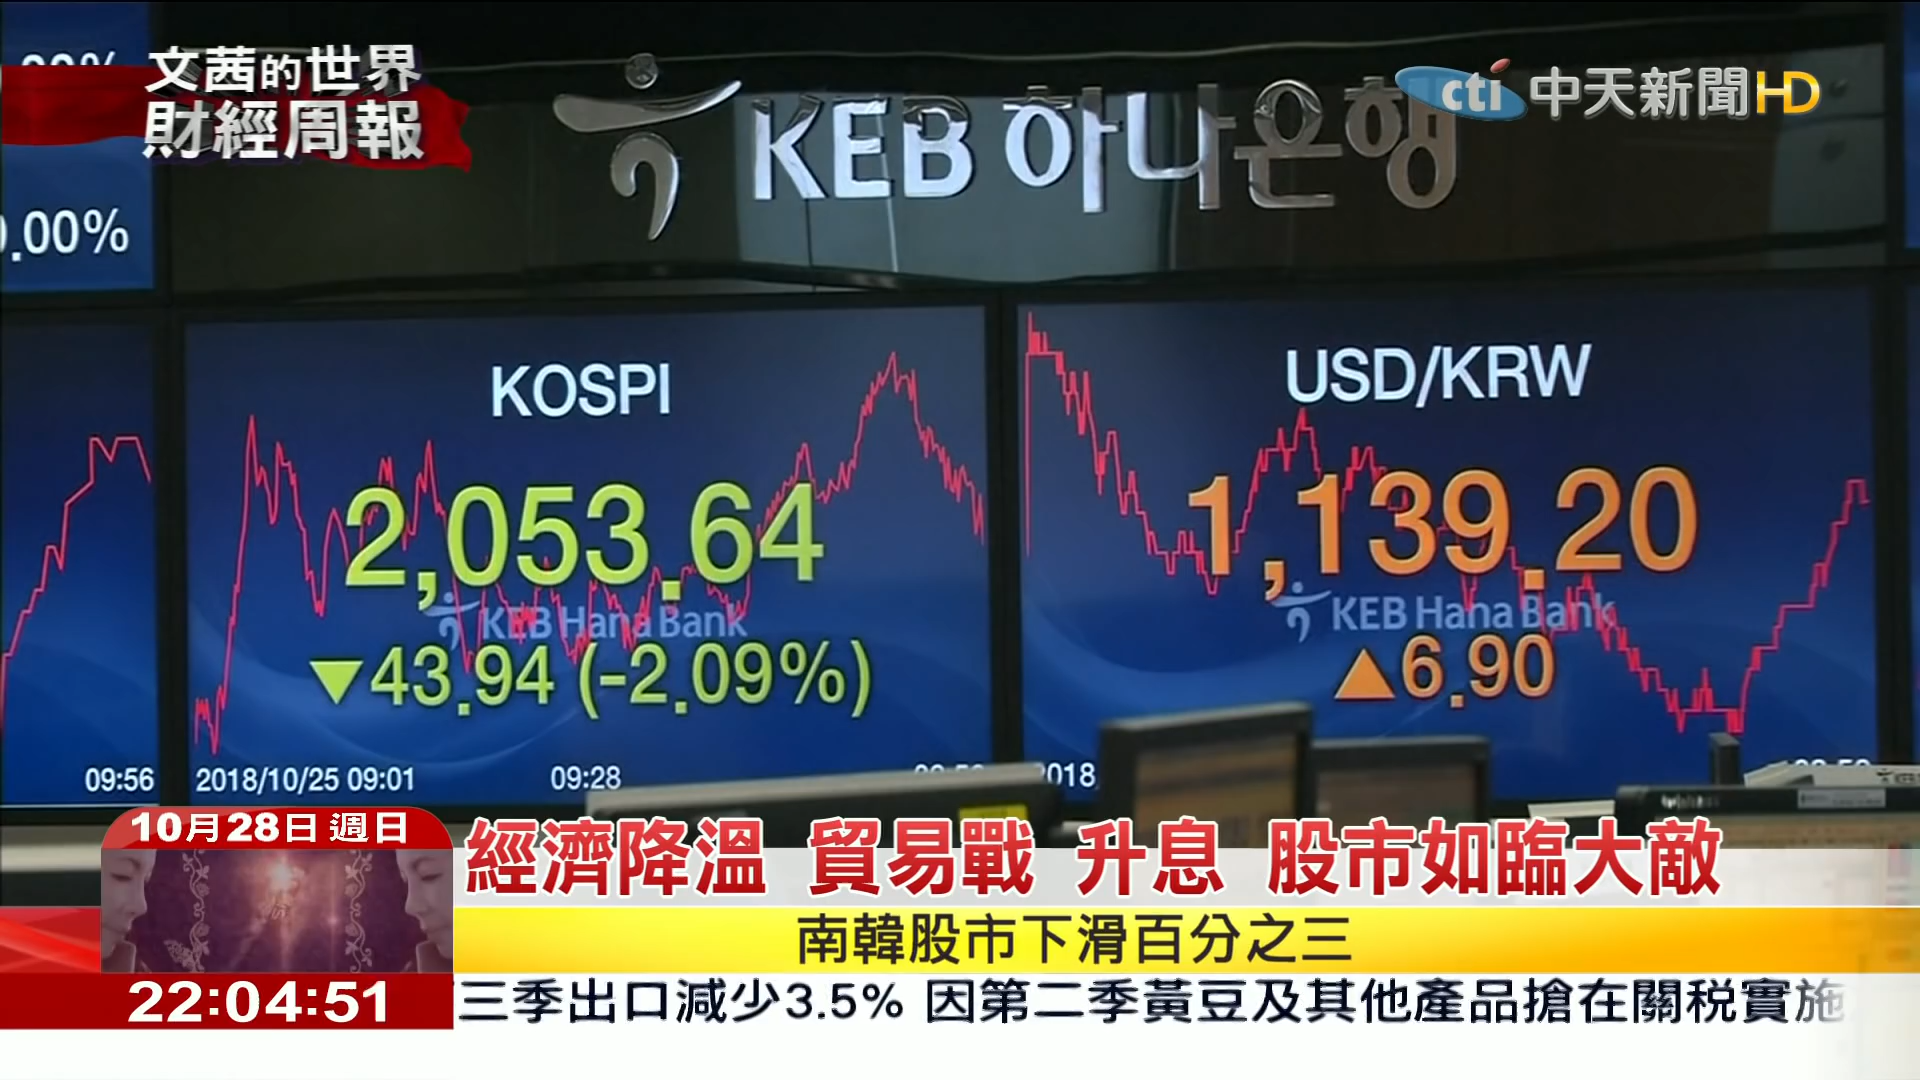 文茜的世界
財經周報
cti 中天新聞HD
KEB 하나은행
.00%
KOSPI
2,053.64
KEB Hana Bank
▼43.94 (-2.09%)
09:56
2018/10/25 09:01
09:28
USD/KRW
1,139.20
KEB Hana Bank
▲6.90
2018
10月28日 週日
經濟降溫 貿易戰 升息 股市如臨大敵
南韓股市下滑百分之三
22:04:51
三季出口減少3.5% 因第二季黃豆及其他產品搶在關稅實施